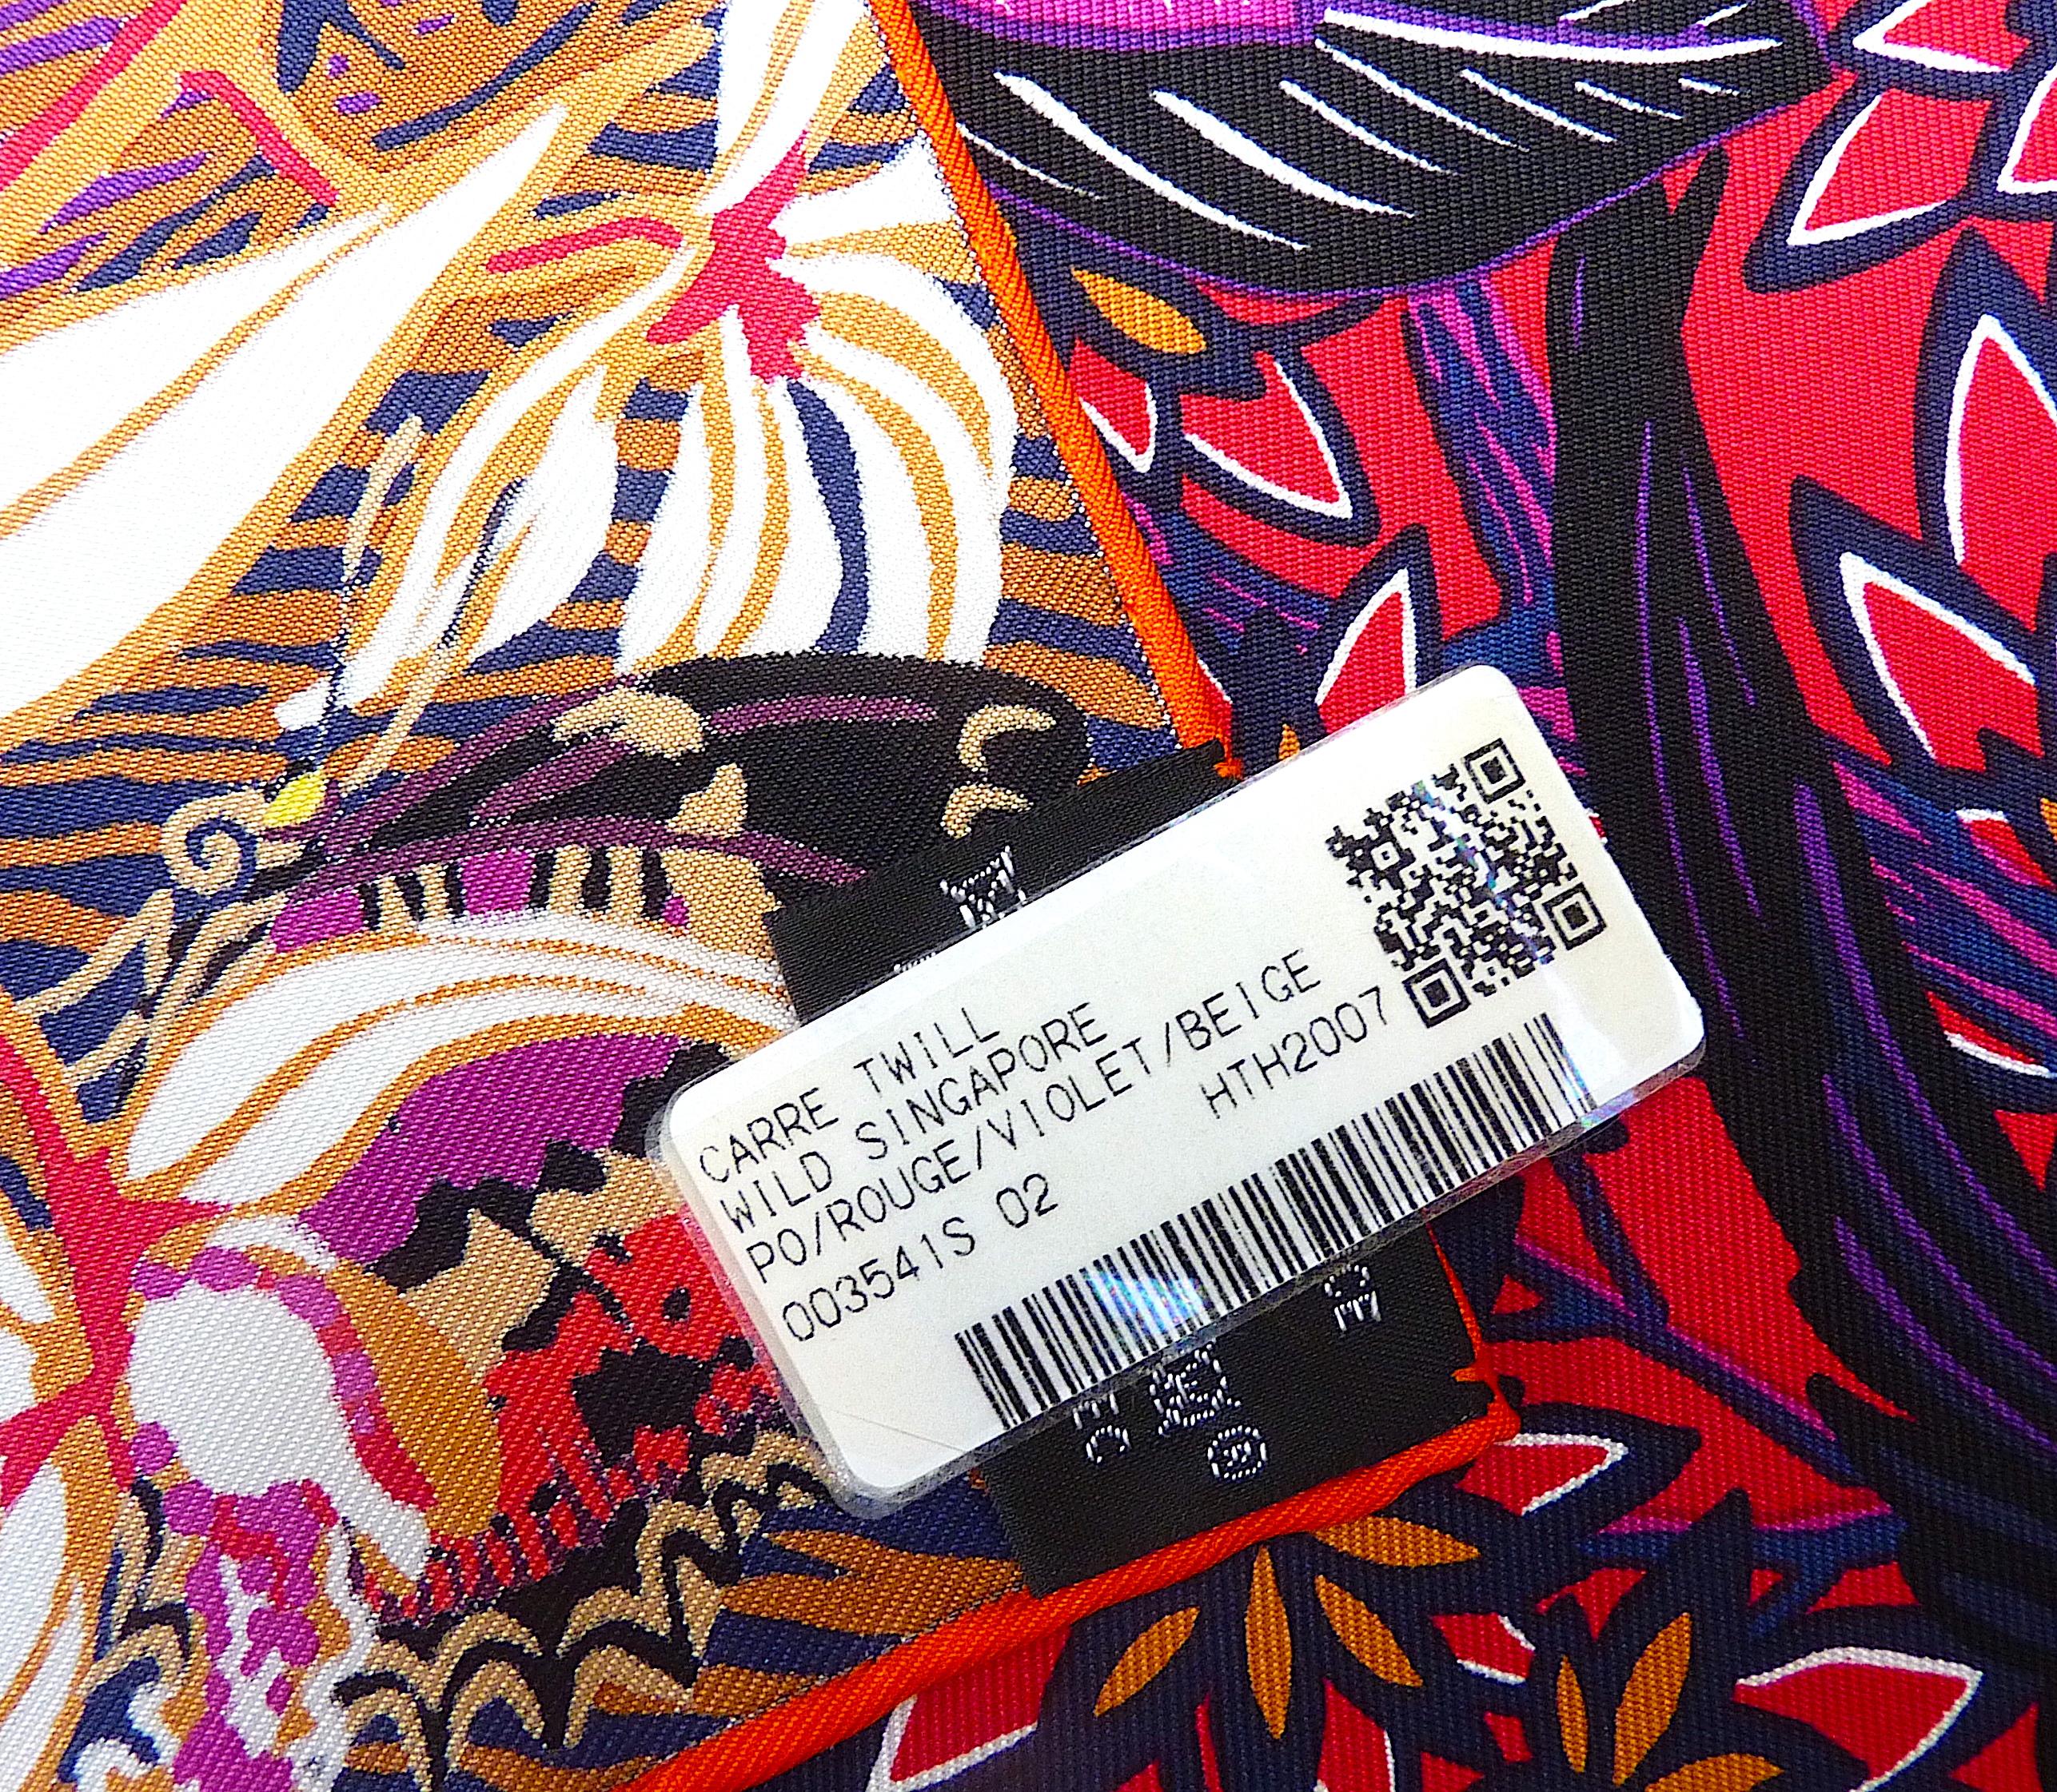 CARRE TWILL
WILD SINGAPORE
PO/ROUGE/VIOLET/BEIGE
003541S 02 HTH2007